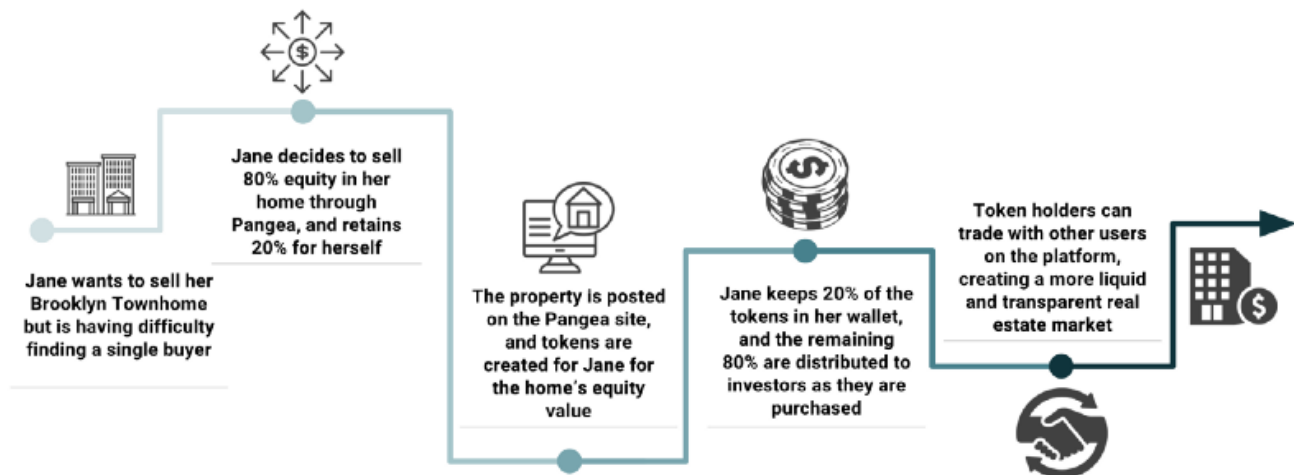 Jane wants to sell her
Brooklyn Townhome
but is having difficulty
finding a single buyer
Jane decides to sell
80% equity in her
home through
Pangea, and retains
20% for herself
The property is posted
on the Pangea site,
and tokens are
created for Jane for
the home's equity
value
Jane keeps 20% of the
tokens in her wallet,
and the remaining
80% are distributed to
investors as they are
purchased
Token holders can
trade with other users
on the platform,
creating a more liquid
and transparent real
estate market